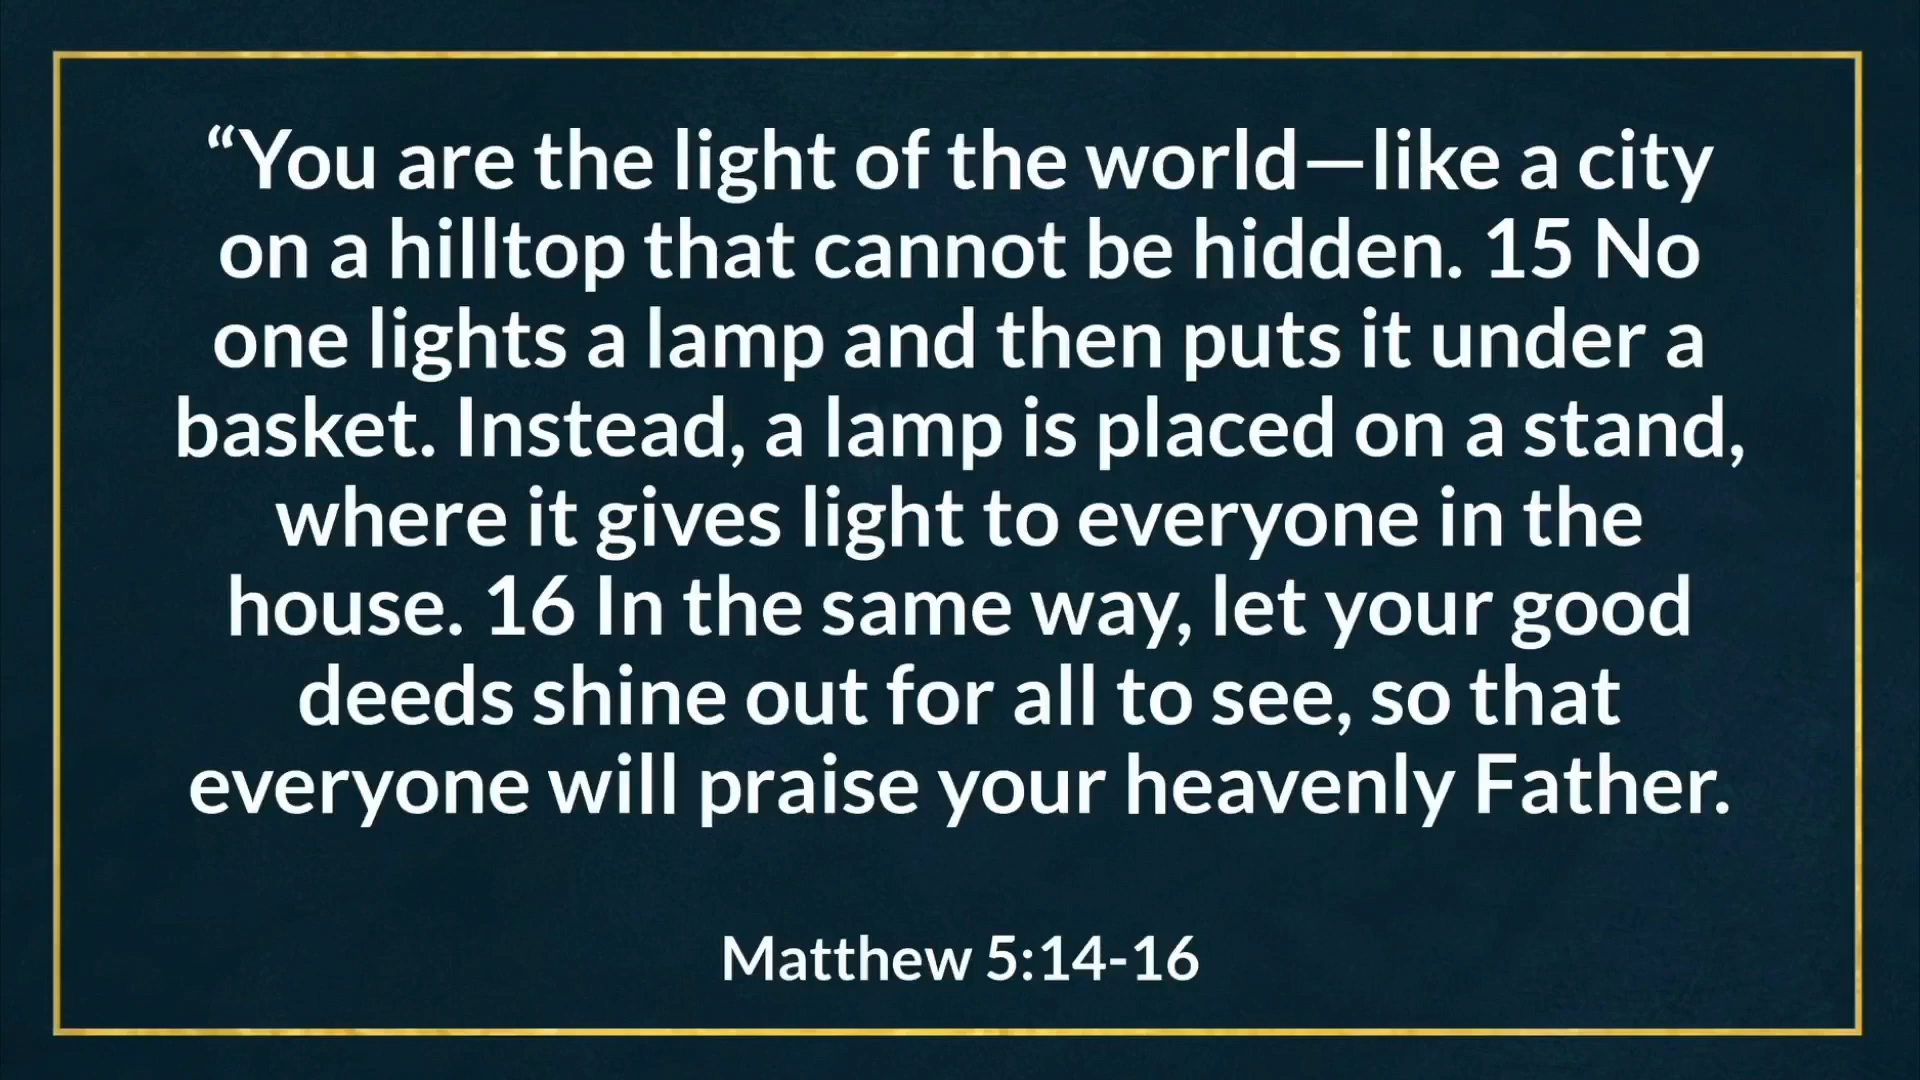 “You are the light of the world—like a city
on a hilltop that cannot be hidden. 15 No
one lights a lamp and then puts it under a
basket. Instead, a lamp is placed on a stand,
where it gives light to everyone in the
house. 16 In the same way, let your good
deeds shine out for all to see, so that
everyone will praise your heavenly Father.
Matthew 5:14-16